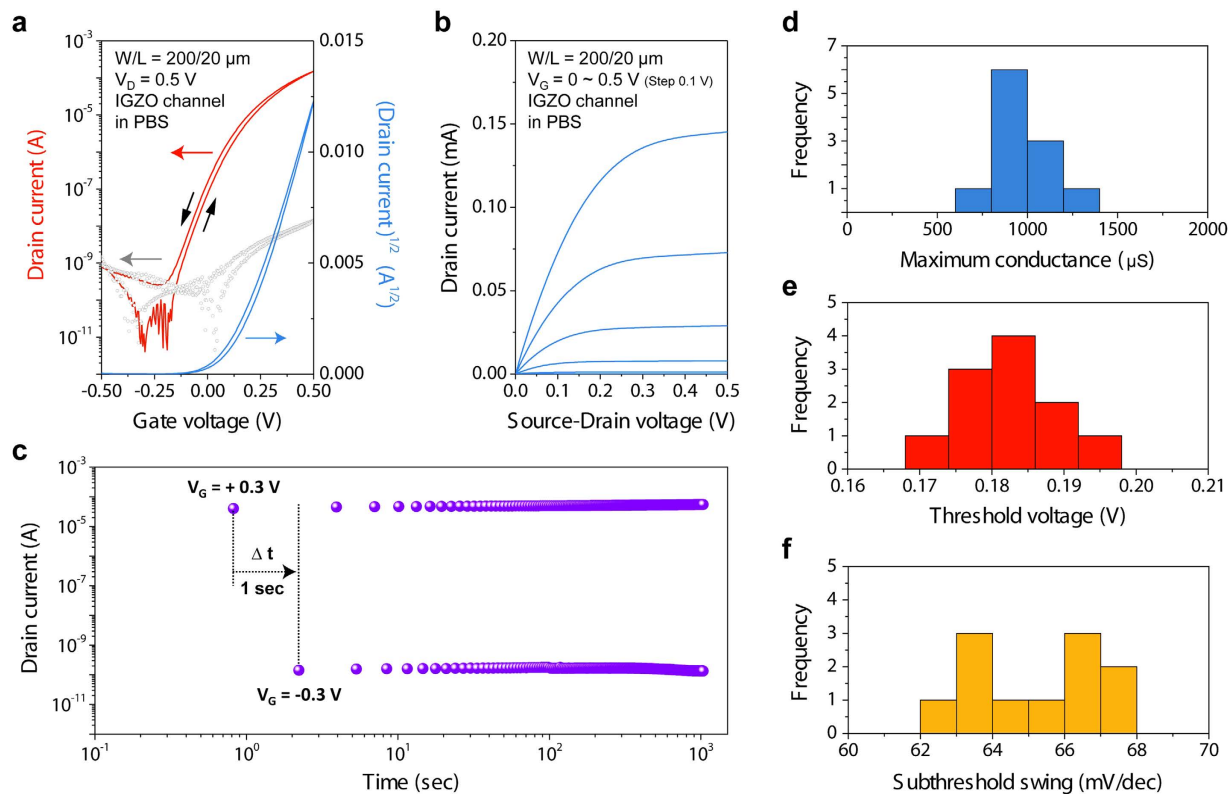 a
10⁻³
10⁻⁵
10⁻⁷
10⁻⁹
10⁻¹¹
Drain current (A)
W/L = 200/20 µm
V_D = 0.5 V
IGZO channel
in PBS
0.015
0.010
0.005
0.000
(Drain current)^1/2 (A^1/2)
-0.50
-0.25
0.00
0.25
0.50
Gate voltage (V)
b
0.20
0.15
0.10
0.05
0.00
Drain current (mA)
W/L = 200/20 µm
V_G = 0 ~ 0.5 V (Step 0.1 V)
IGZO channel
in PBS
0.0
0.1
0.2
0.3
0.4
0.5
Source-Drain voltage (V)
c
10⁻³
10⁻⁵
10⁻⁷
10⁻⁹
10⁻¹¹
Drain current (A)
V_G = + 0.3 V
Δ t
1 sec
V_G = -0.3 V
10⁻¹
10⁰
10¹
10²
10³
Time (sec)
d
7
5
3
1
Frequency
0
500
1000
1500
2000
Maximum conductance (µS)
e
5
4
3
2
1
0
Frequency
0.16
0.17
0.18
0.19
0.20
0.21
Threshold voltage (V)
f
5
4
3
2
1
0
Frequency
60
62
64
66
68
70
Subthreshold swing (mV/dec)